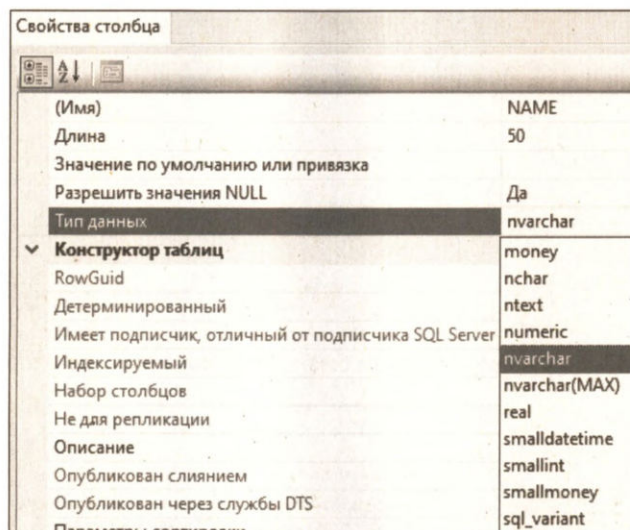 Свойства столбца
(Имя) NAME
Длина 50
Значение по умолчанию или привязка
Разрешить значения NULL Да
Тип данных nvarchar
Конструктор таблиц money
RowGuid nchar
Детерминированный ntext
Имеет подписчик, отличный от подписчика SQL Server numeric
Индексируемый nvarchar
Набор столбцов nvarchar(MAX)
Не для репликации real
Описание smalldatetime
Опубликован слиянием smallint
Опубликован через службы DTS smallmoney
Параметры сортировки sql_variant